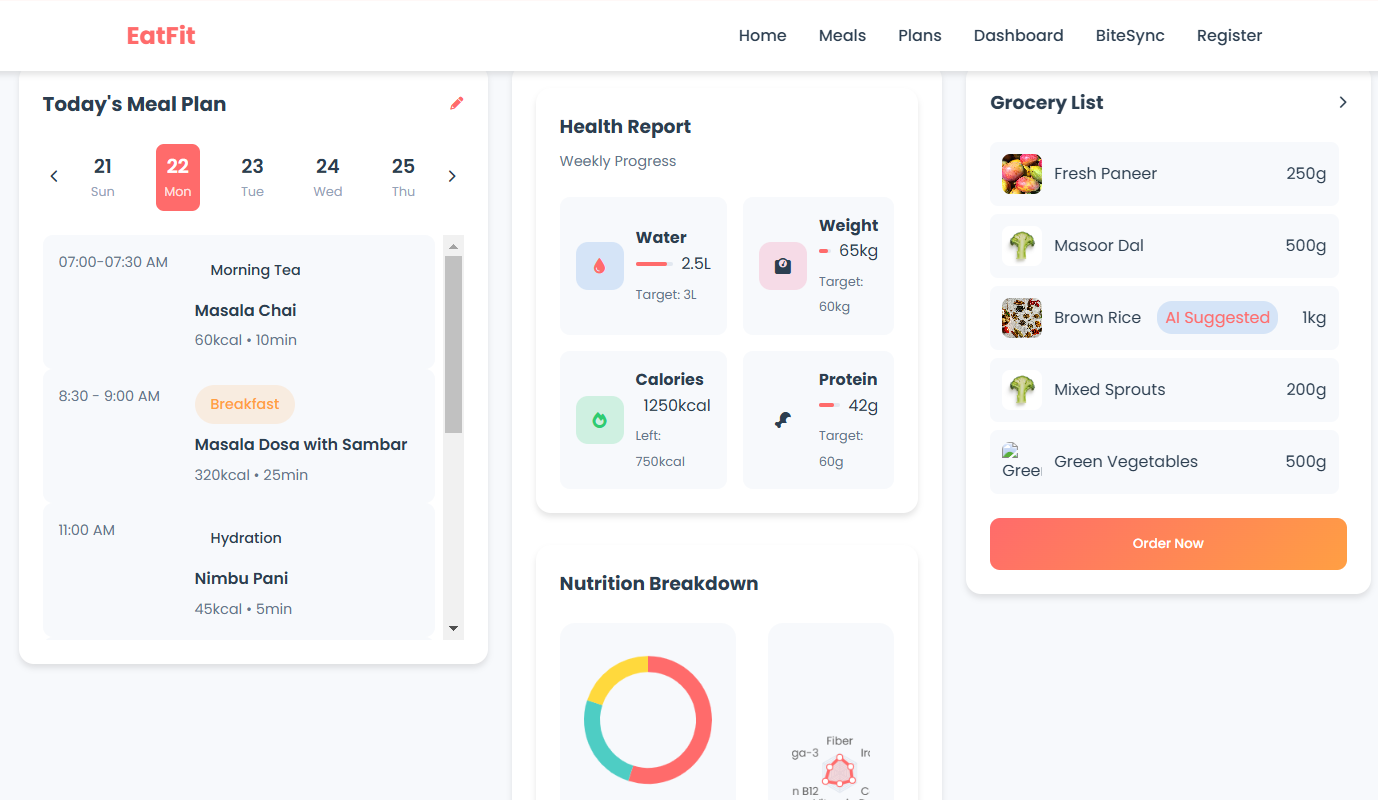 EatFit
Home
Meals
Plans
Dashboard
BiteSync
Register
Today's Meal Plan
21
Sun
22
Mon
23
Tue
24
Wed
25
Thu
07:00-07:30 AM
Morning Tea
Masala Chai
60kcal • 10min
8:30 - 9:00 AM
Breakfast
Masala Dosa with Sambar
320kcal • 25min
11:00 AM
Hydration
Nimbu Pani
45kcal • 5min
Health Report
Weekly Progress
Water
2.5L
Target: 3L
Weight
65kg
Target:
60kg
Calories
1250kcal
Left:
750kcal
Protein
42g
Target:
60g
Nutrition Breakdown
Fiber
ga-3
n B12
C
Grocery List
Fresh Paneer
250g
Masoor Dal
500g
Brown Rice
AI Suggested
1kg
Mixed Sprouts
200g
Gree
Green Vegetables
500g
Order Now